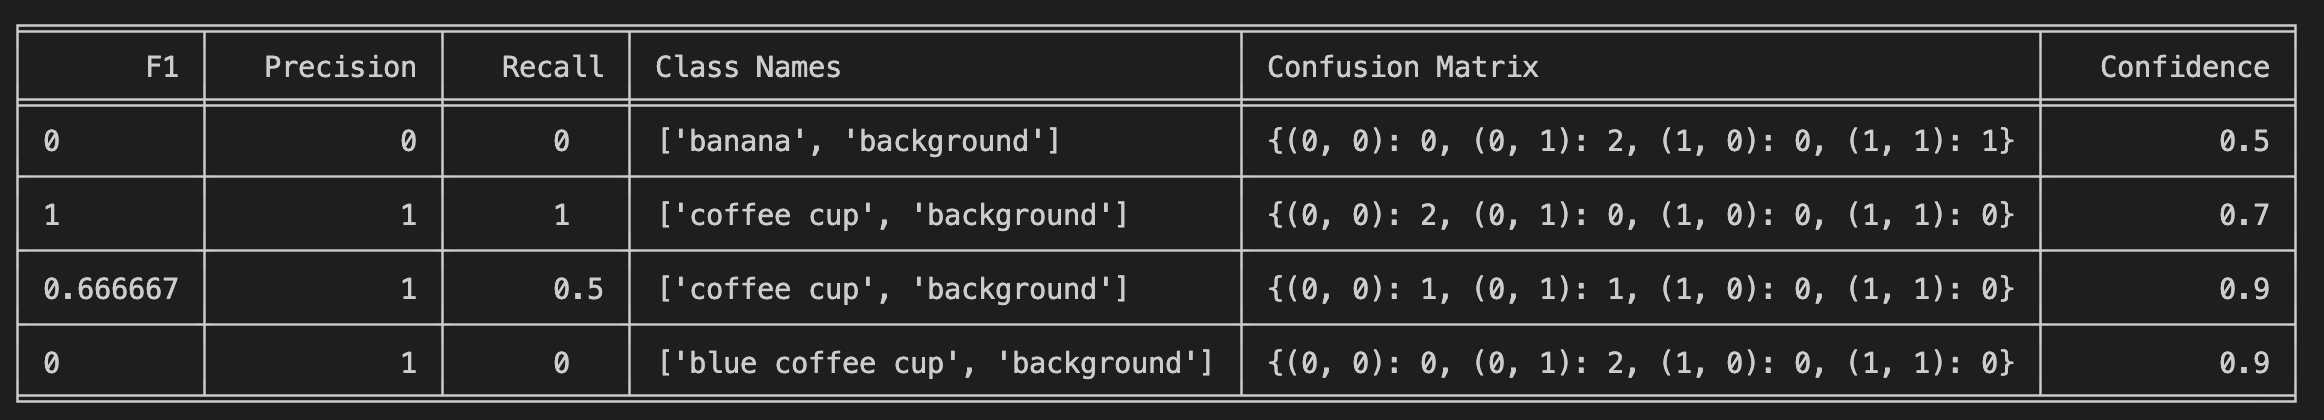 F1 Precision Recall Class Names Confusion Matrix Confidence
0 0 0 ['banana', 'background'] {(0, 0): 0, (0, 1): 2, (1, 0): 0, (1, 1): 1} 0.5
1 1 1 ['coffee cup', 'background'] {(0, 0): 2, (0, 1): 0, (1, 0): 0, (1, 1): 0} 0.7
0.666667 1 0.5 ['coffee cup', 'background'] {(0, 0): 1, (0, 1): 1, (1, 0): 0, (1, 1): 0} 0.9
0 1 0 ['blue coffee cup', 'background'] {(0, 0): 0, (0, 1): 2, (1, 0): 0, (1, 1): 0} 0.9